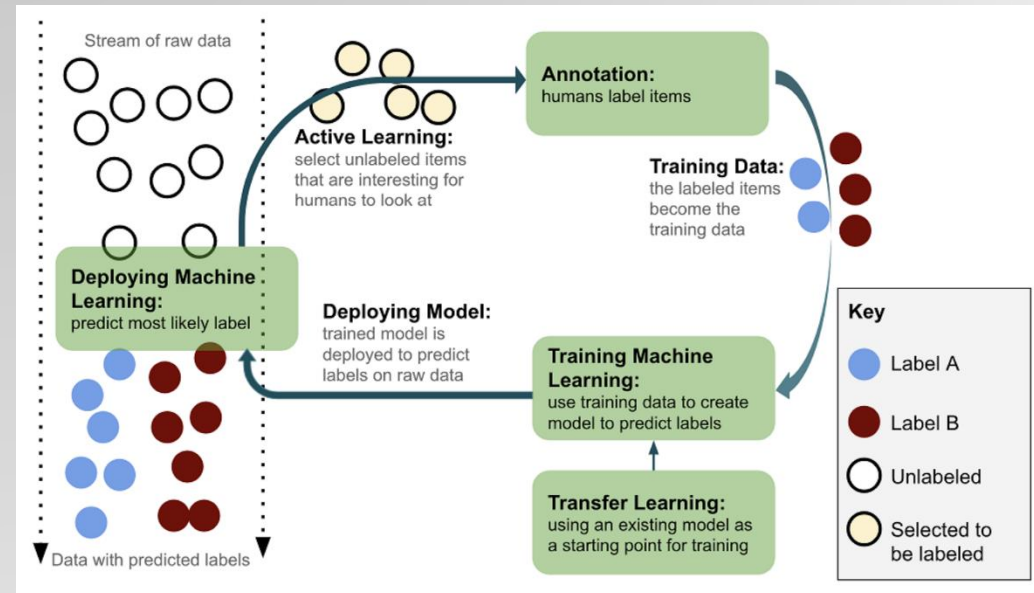 Stream of raw data
Annotation:
humans label items
Active Learning:
select unlabeled items
that are interesting for
humans to look at
Training Data:
the labeled items
become the
training data
Deploying Machine
Learning:
predict most likely label
Deploying Model:
trained model is
deployed to predict
labels on raw data
Training Machine
Learning:
use training data to create
model to predict labels
Transfer Learning:
using an existing model as
a starting point for training
Data with predicted labels
Key
Label A
Label B
Unlabeled
Selected to
be labeled